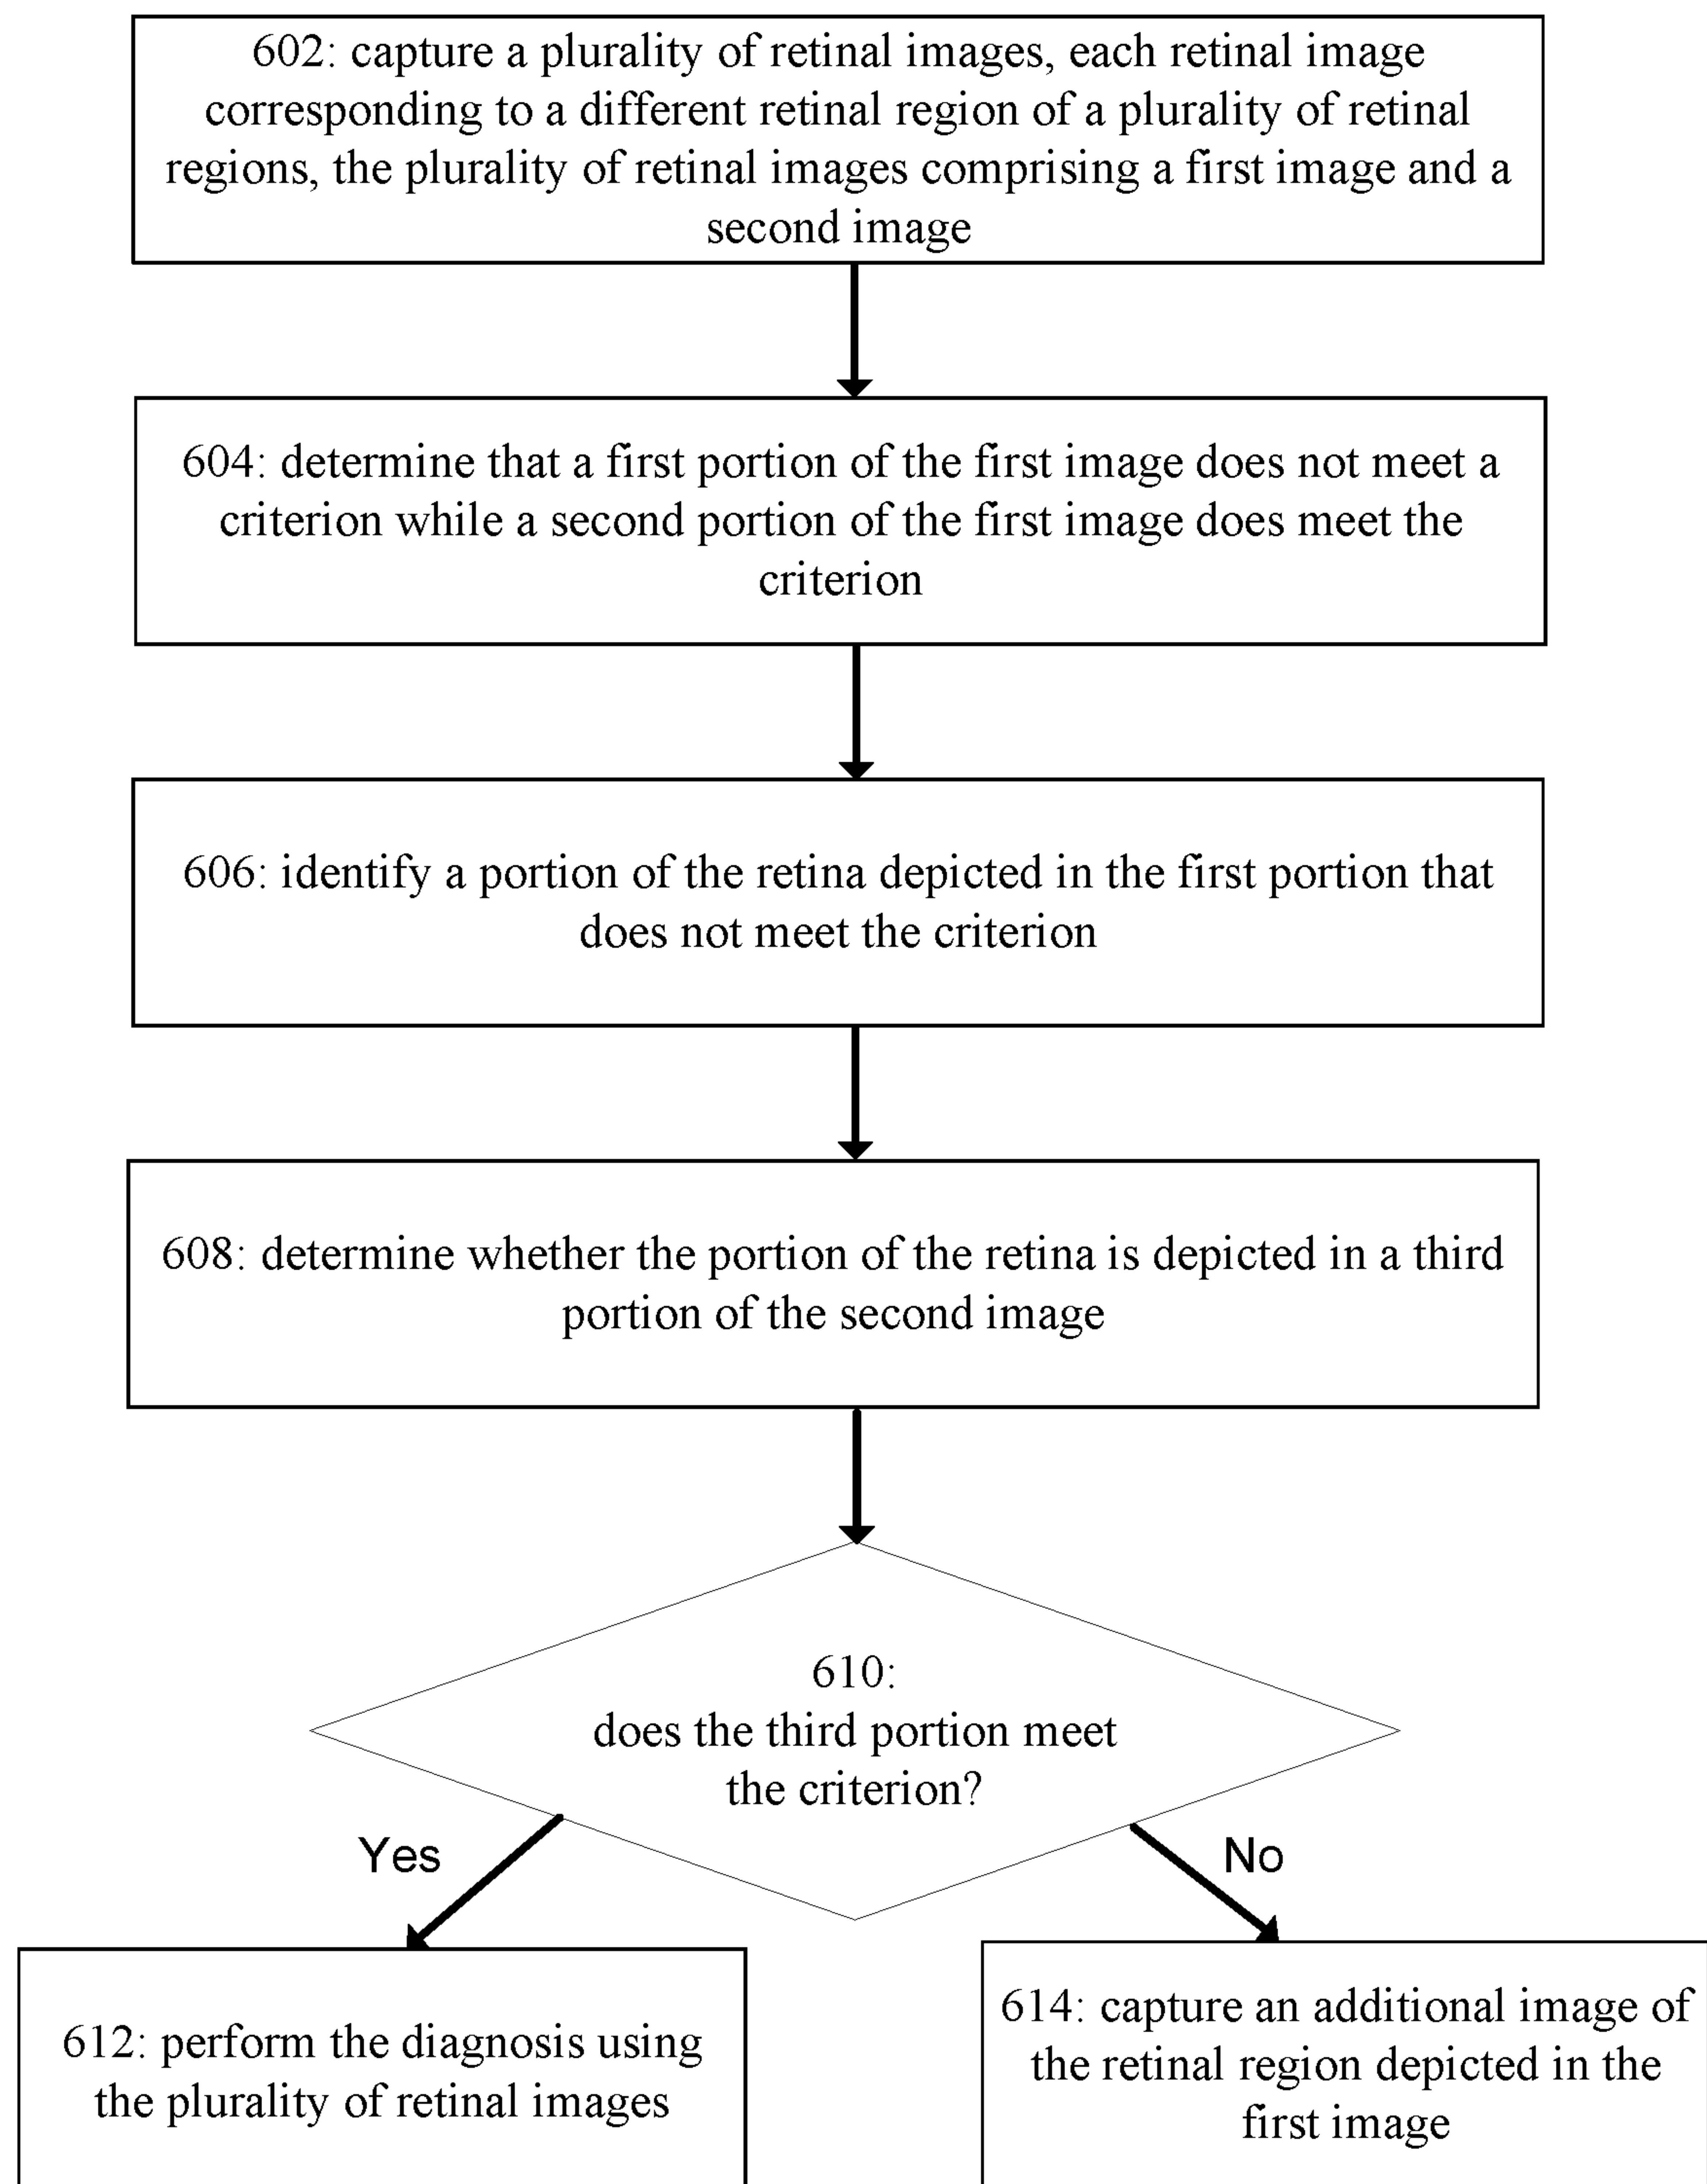 602: capture a plurality of retinal images, each retinal image
corresponding to a different retinal region of a plurality of retinal
regions, the plurality of retinal images comprising a first image and a
second image
604: determine that a first portion of the first image does not meet a
criterion while a second portion of the first image does meet the
criterion
606: identify a portion of the retina depicted in the first portion that
does not meet the criterion
608: determine whether the portion of the retina is depicted in a third
portion of the second image
610:
does the third portion meet
the criterion?
Yes
No
612: perform the diagnosis using
the plurality of retinal images
614: capture an additional image of
the retinal region depicted in the
first image